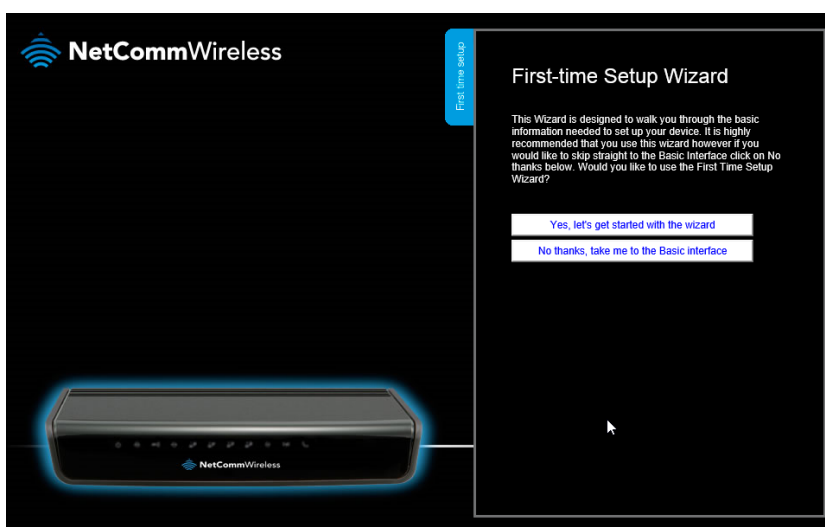 NetCommWireless
First time setup
First-time Setup Wizard
This Wizard is designed to walk you through the basic
information needed to set up your device. It is highly
recommended that you use this wizard however if you
would like to skip straight to the Basic Interface click on No
thanks below. Would you like to use the First Time Setup
Wizard?
Yes, let's get started with the wizard
No thanks, take me to the Basic interface
NetCommWireless